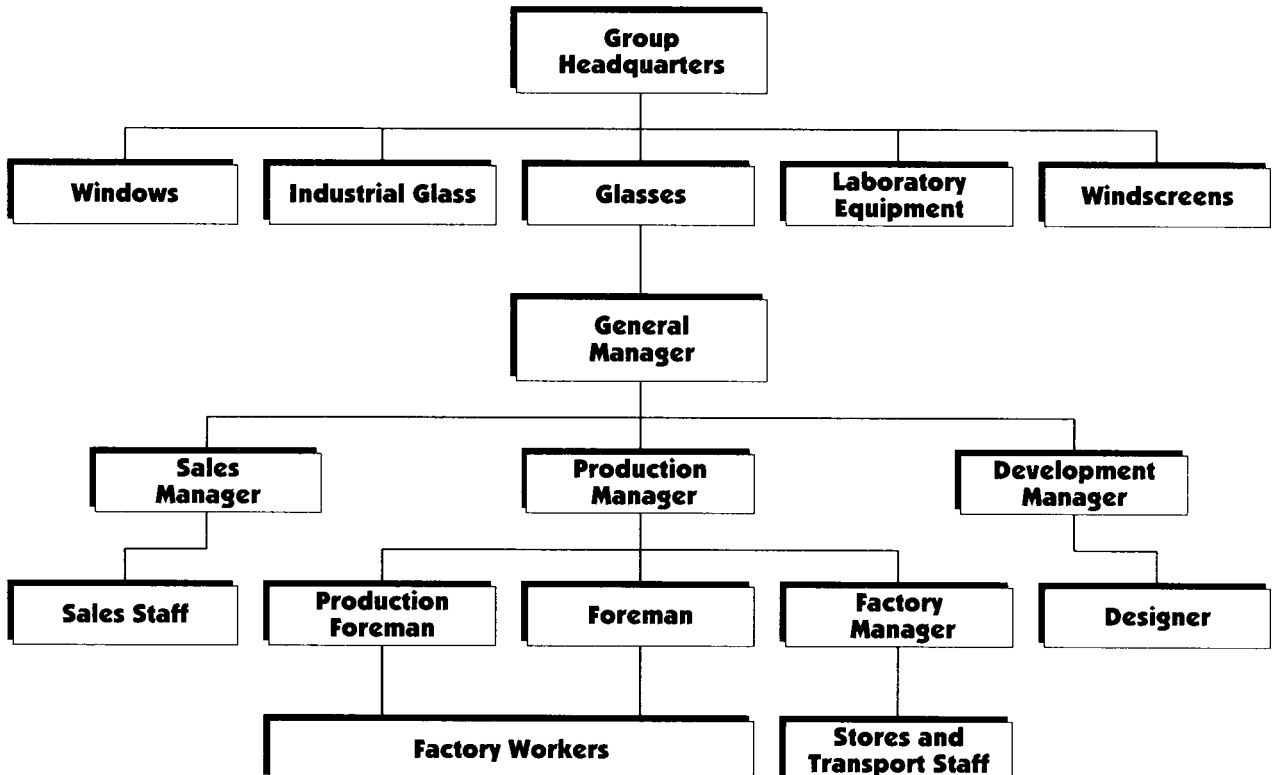 Group
Headquarters
Windows
Industrial Glass
Glasses
Laboratory
Equipment
Windscreens
General
Manager
Sales
Manager
Production
Manager
Development
Manager
Sales Staff
Production
Foreman
Foreman
Factory
Manager
Designer
Factory Workers
Stores and
Transport Staff